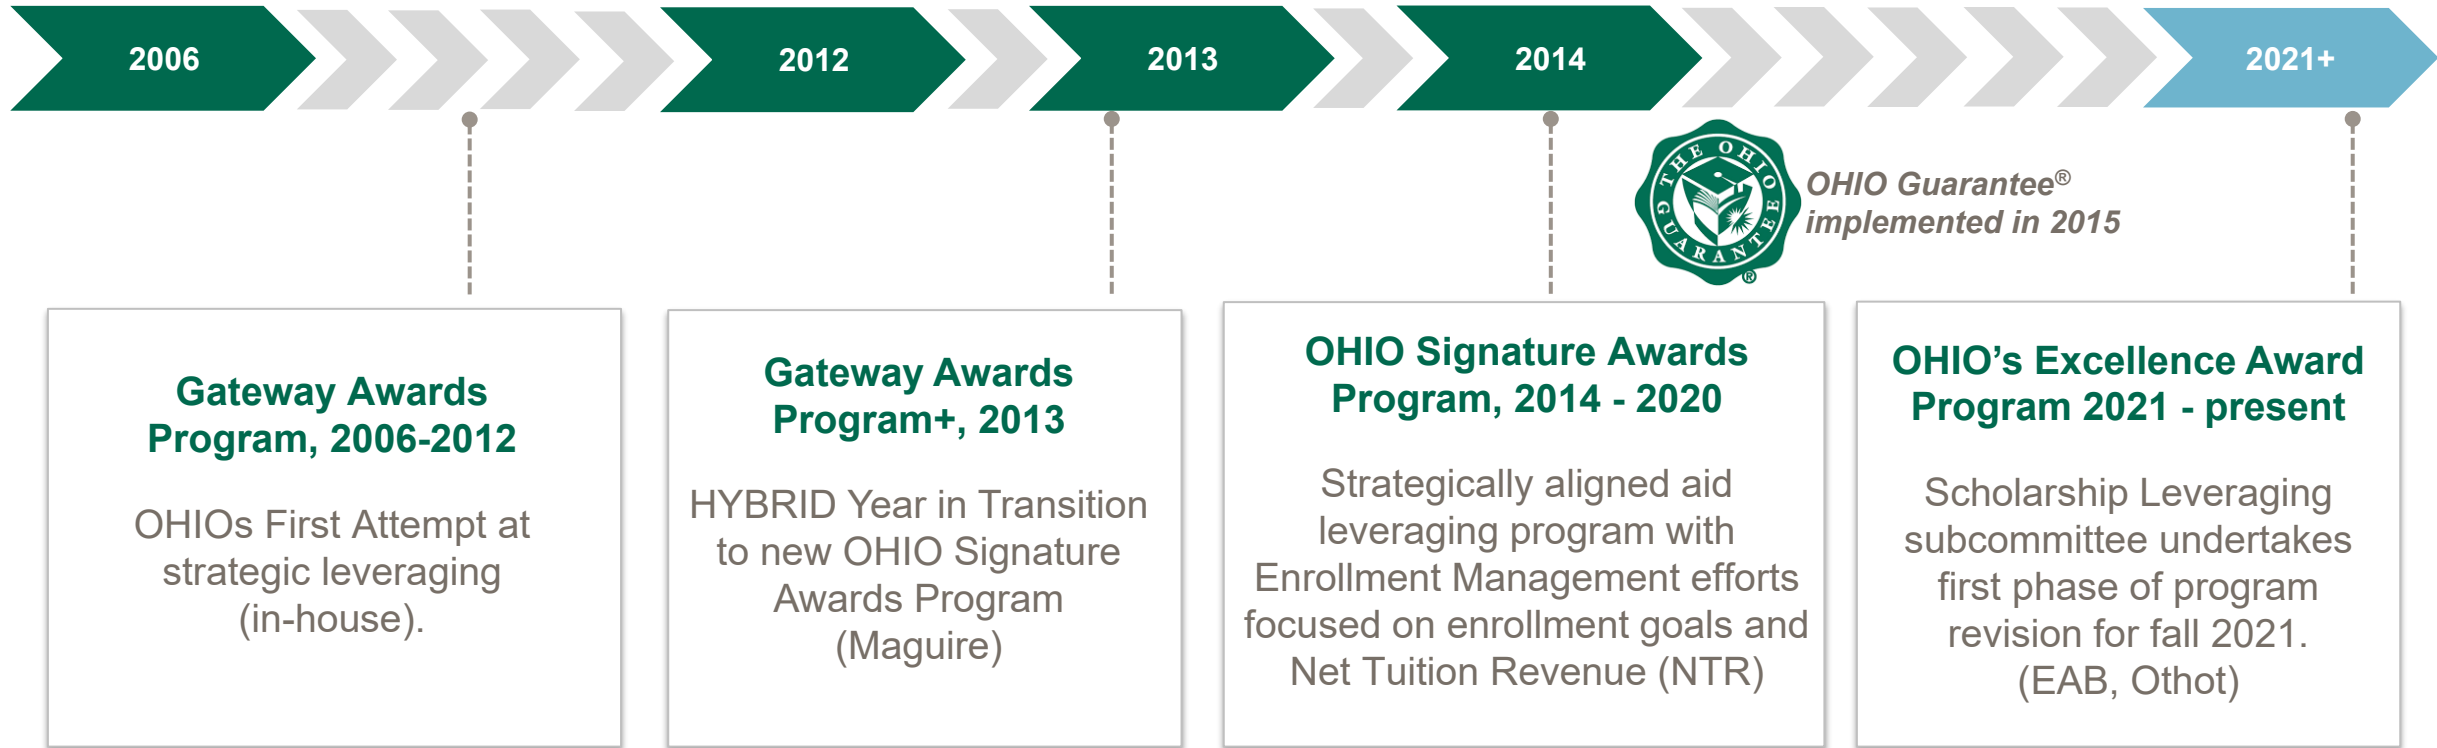 2006
2012
2013
2014
2021+
THE OHIO GUARANTEE
®
OHIO Guarantee®
implemented in 2015
Gateway Awards
Program, 2006-2012
OHIOs First Attempt at
strategic leveraging
(in-house).
Gateway Awards
Program+, 2013
HYBRID Year in Transition
to new OHIO Signature
Awards Program
(Maguire)
OHIO Signature Awards
Program, 2014 - 2020
Strategically aligned aid
leveraging program with
Enrollment Management efforts
focused on enrollment goals and
Net Tuition Revenue (NTR)
OHIO’s Excellence Award
Program 2021 - present
Scholarship Leveraging
subcommittee undertakes
first phase of program
revision for fall 2021.
(EAB, Othot)